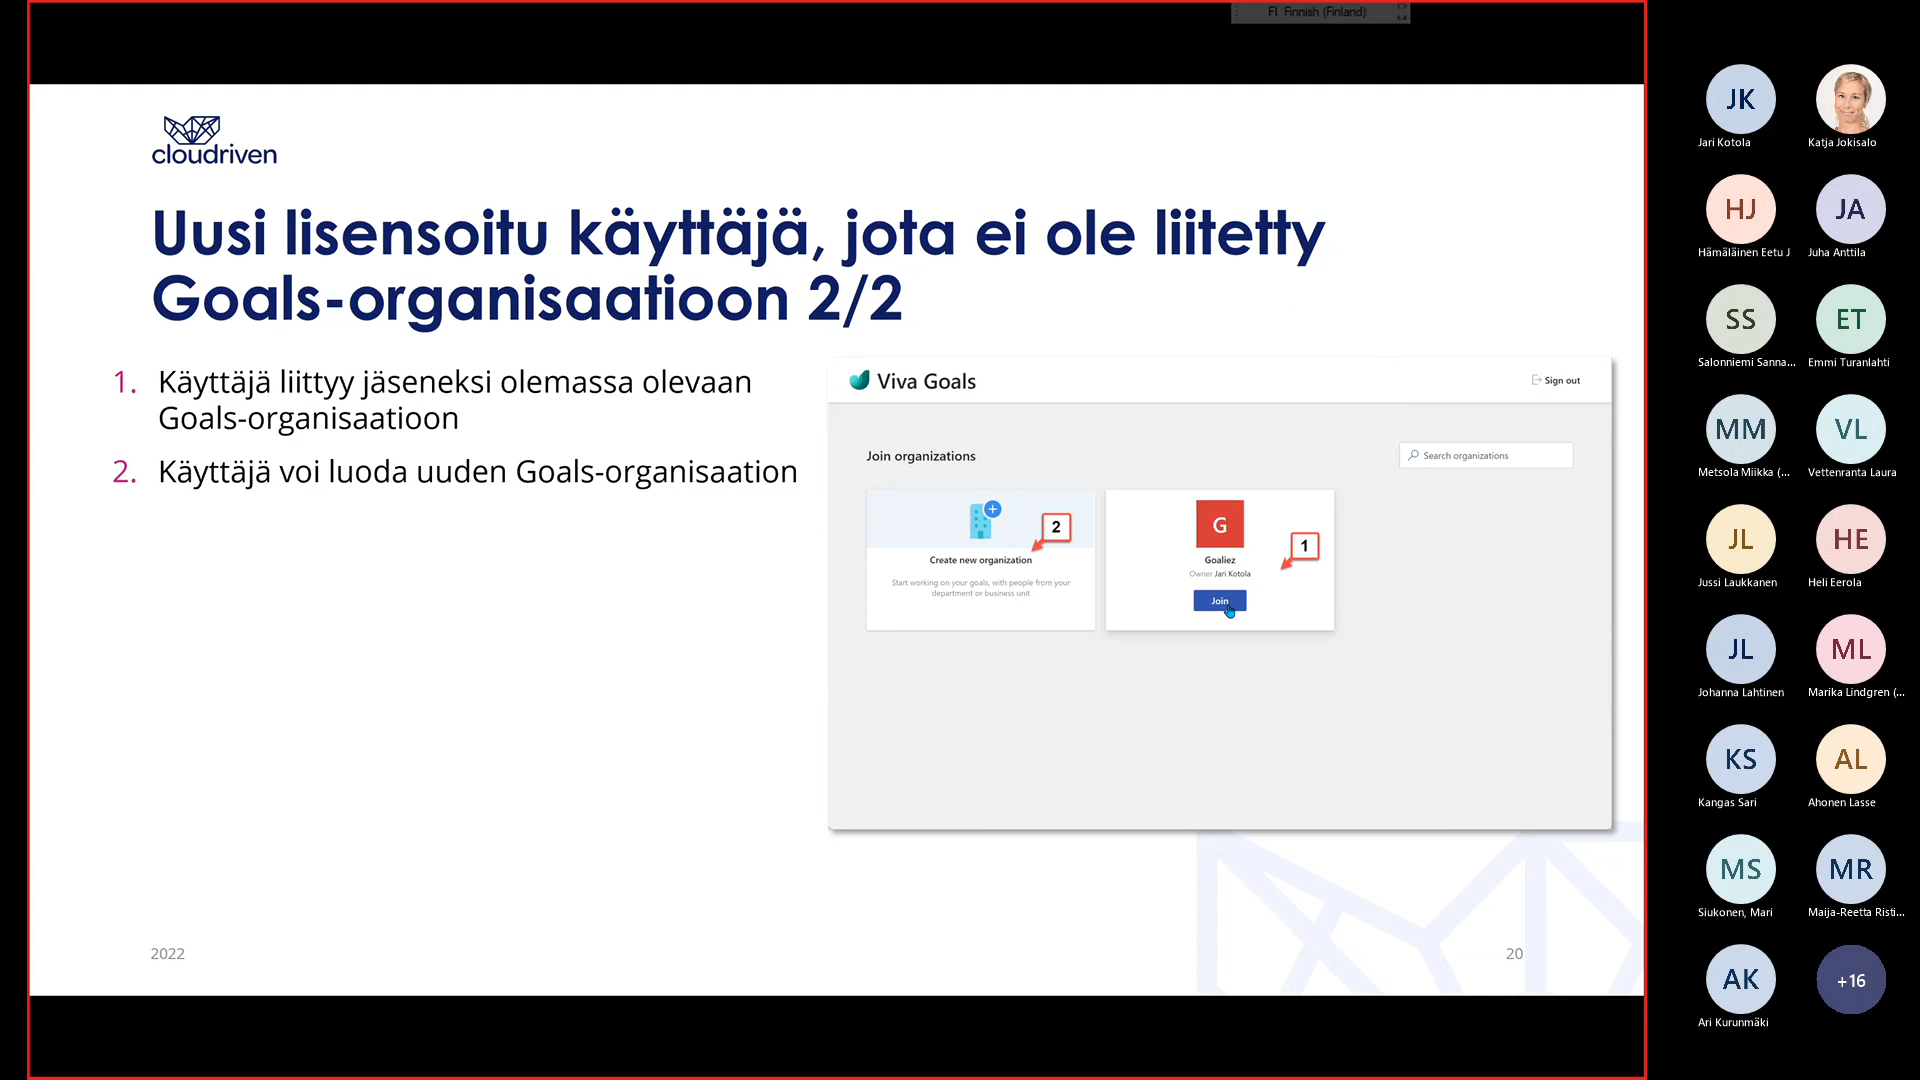 FI Finnish (Finland)
cloudriven
Uusi lisensoitu käyttäjä, jota ei ole liitetty
Goals-organisaatioon 2/2
1. Käyttäjä liittyy jäseneksi olemassa olevaan
Goals-organisaatioon
2. Käyttäjä voi luoda uuden Goals-organisaation
Viva Goals
Sign out
Join organizations
Search organizations
2
Create new organization
Start working on your goals, with people from your
department or business unit
G
1
Goaliez
Owner Jari Kotola
Join
2022
20
JK
Jari Kotola
Katja Jokisalo
HJ
Hämäläinen Eetu J
JA
Juha Anttila
SS
Salonniemi Sanna...
ET
Emmi Turanlahti
MM
Metsola Miikka (...
VL
Vettenranta Laura
JL
Jussi Laukkanen
HE
Heli Eerola
JL
Johanna Lahtinen
ML
Marika Lindgren (...
KS
Kangas Sari
AL
Ahonen Lasse
MS
Siukonen, Mari
MR
Maija-Reetta Risti...
AK
Ari Kurunmäki
+16